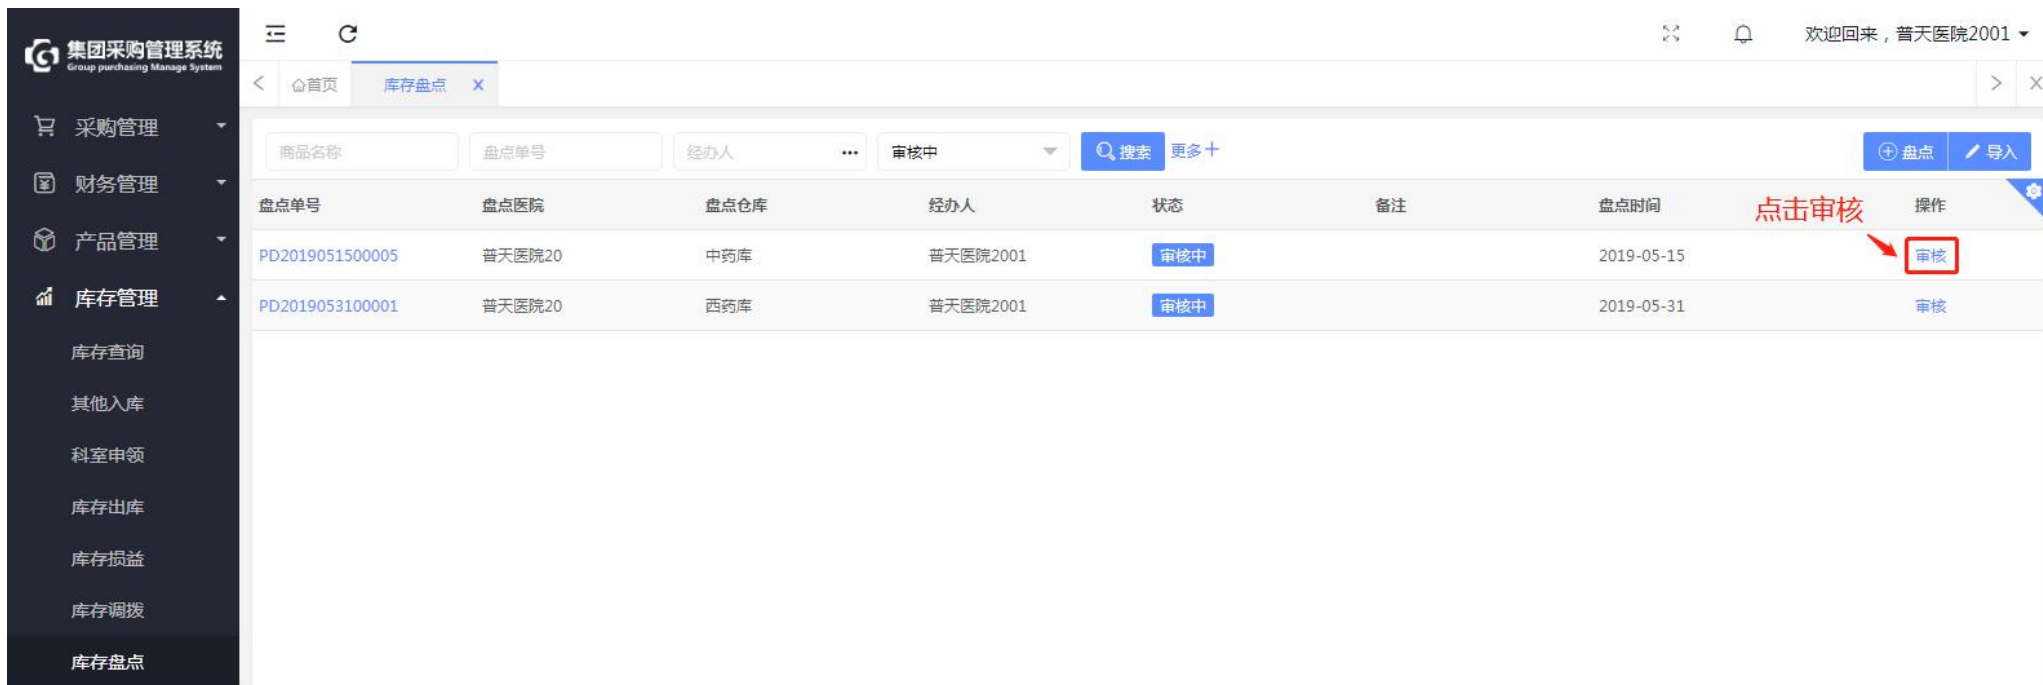 集团采购管理系统
Group purchasing Manage System
欢迎回来，普天医院2001
首页 库存盘点
采购管理
财务管理
产品管理
库存管理
库存查询
其他入库
科室申领
库存出库
库存损益
库存调拨
库存盘点
商品名称 盘点单号 经办人 ••• 审核中 搜索 更多 盘点 导入
盘点单号 盘点医院 盘点仓库 经办人 状态 备注 盘点时间 点击审核 操作
PD2019051500005 普天医院20 中药库 普天医院2001 审核中 2019-05-15 审核
PD2019053100001 普天医院20 西药库 普天医院2001 审核中 2019-05-31 审核